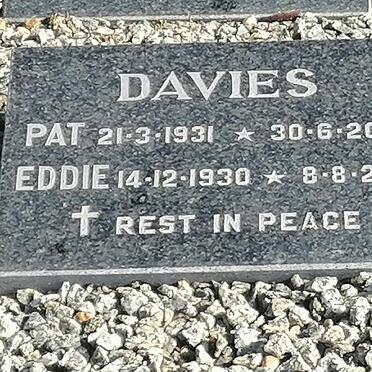 DAVIES
PAT 21·3·1931 ★ 30·6·20
EDDIE 14·12·1930 ★ 8·8·2
✝ REST IN PEACE